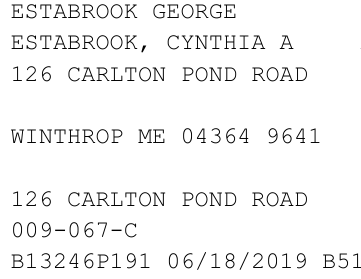 ESTABROOK GEORGE
ESTABROOK, CYNTHIA A
126 CARLTON POND ROAD
WINTHROP ME 04364 9641
126 CARLTON POND ROAD
009-067-C
B13246P191 06/18/2019 B51